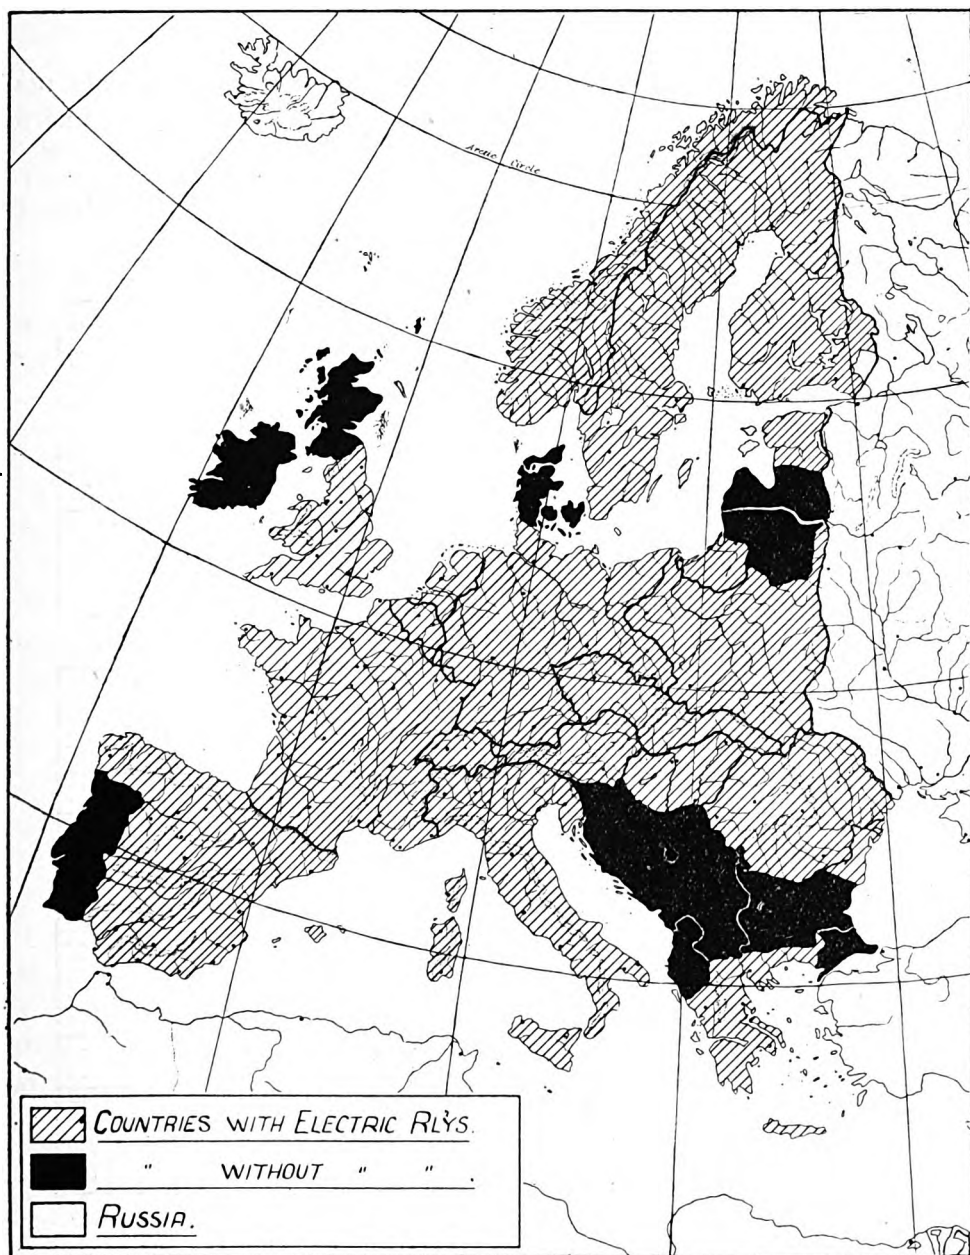 Arctic Circle
COUNTRIES WITH ELECTRIC RLYS.
" WITHOUT " " .
RUSSIA.